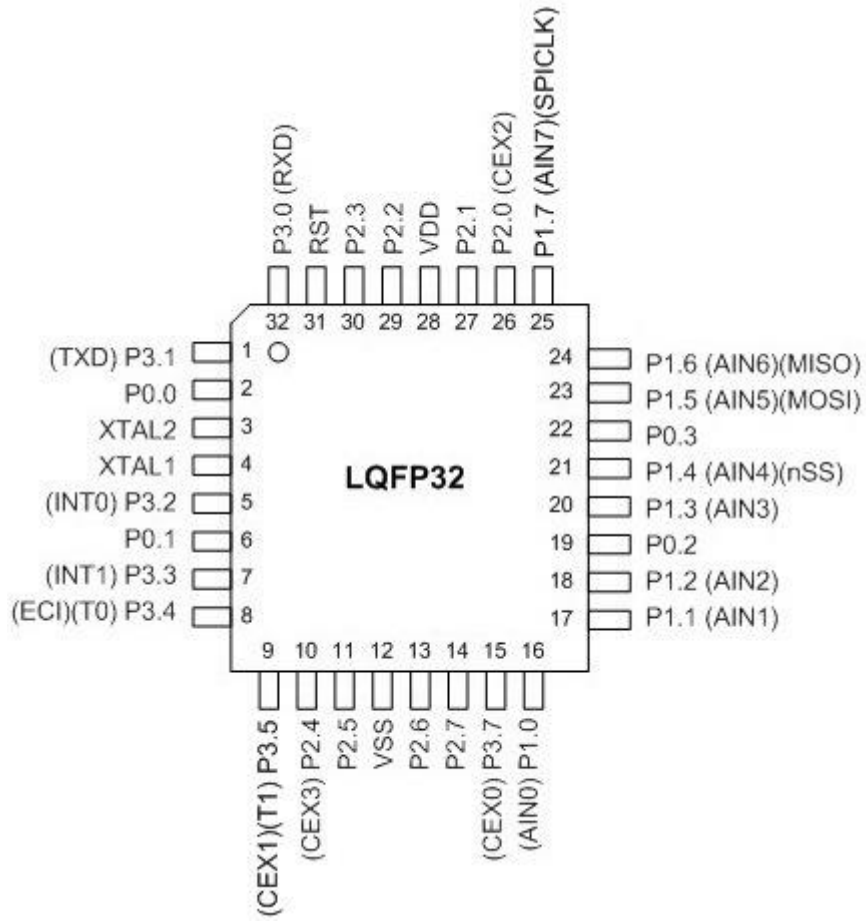 P3.0 (RXD)
RST
P2.3
P2.2
VDD
P2.1
P2.0 (CEX2)
P1.7 (AIN7)(SPICLK)
32 31 30 29 28 27 26 25
(TXD) P3.1 1
P0.0 2
XTAL2 3
XTAL1 4
(INT0) P3.2 5
P0.1 6
(INT1) P3.3 7
(ECI)(T0) P3.4 8
LQFP32
24 P1.6 (AIN6)(MISO)
23 P1.5 (AIN5)(MOSI)
22 P0.3
21 P1.4 (AIN4)(nSS)
20 P1.3 (AIN3)
19 P0.2
18 P1.2 (AIN2)
17 P1.1 (AIN1)
9 10 11 12 13 14 15 16
(CEX1)(T1) P3.5
(CEX3) P2.4
P2.5
VSS
P2.6
P2.7
(CEX0) P3.7
(AIN0) P1.0